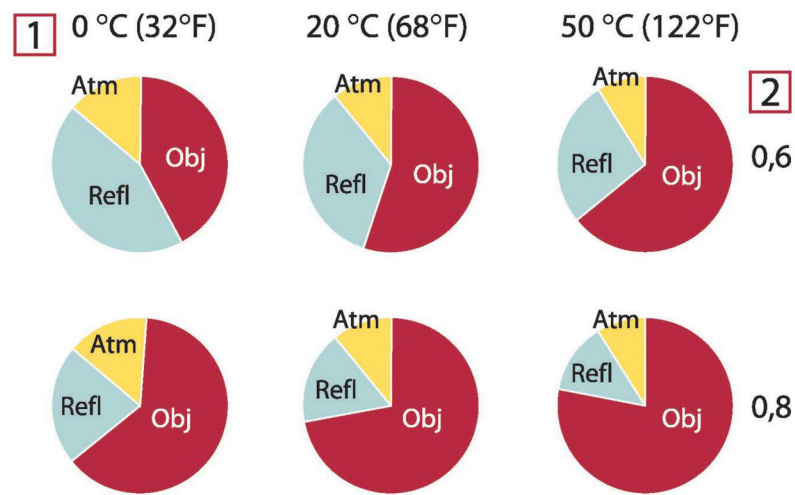 1 0 °C (32°F) 20 °C (68°F) 50 °C (122°F)
2
Atm Atm Atm
Obj Refl Obj Refl Obj Refl
0,6
Atm Atm Atm
Refl Obj Refl Obj Refl Obj
0,8